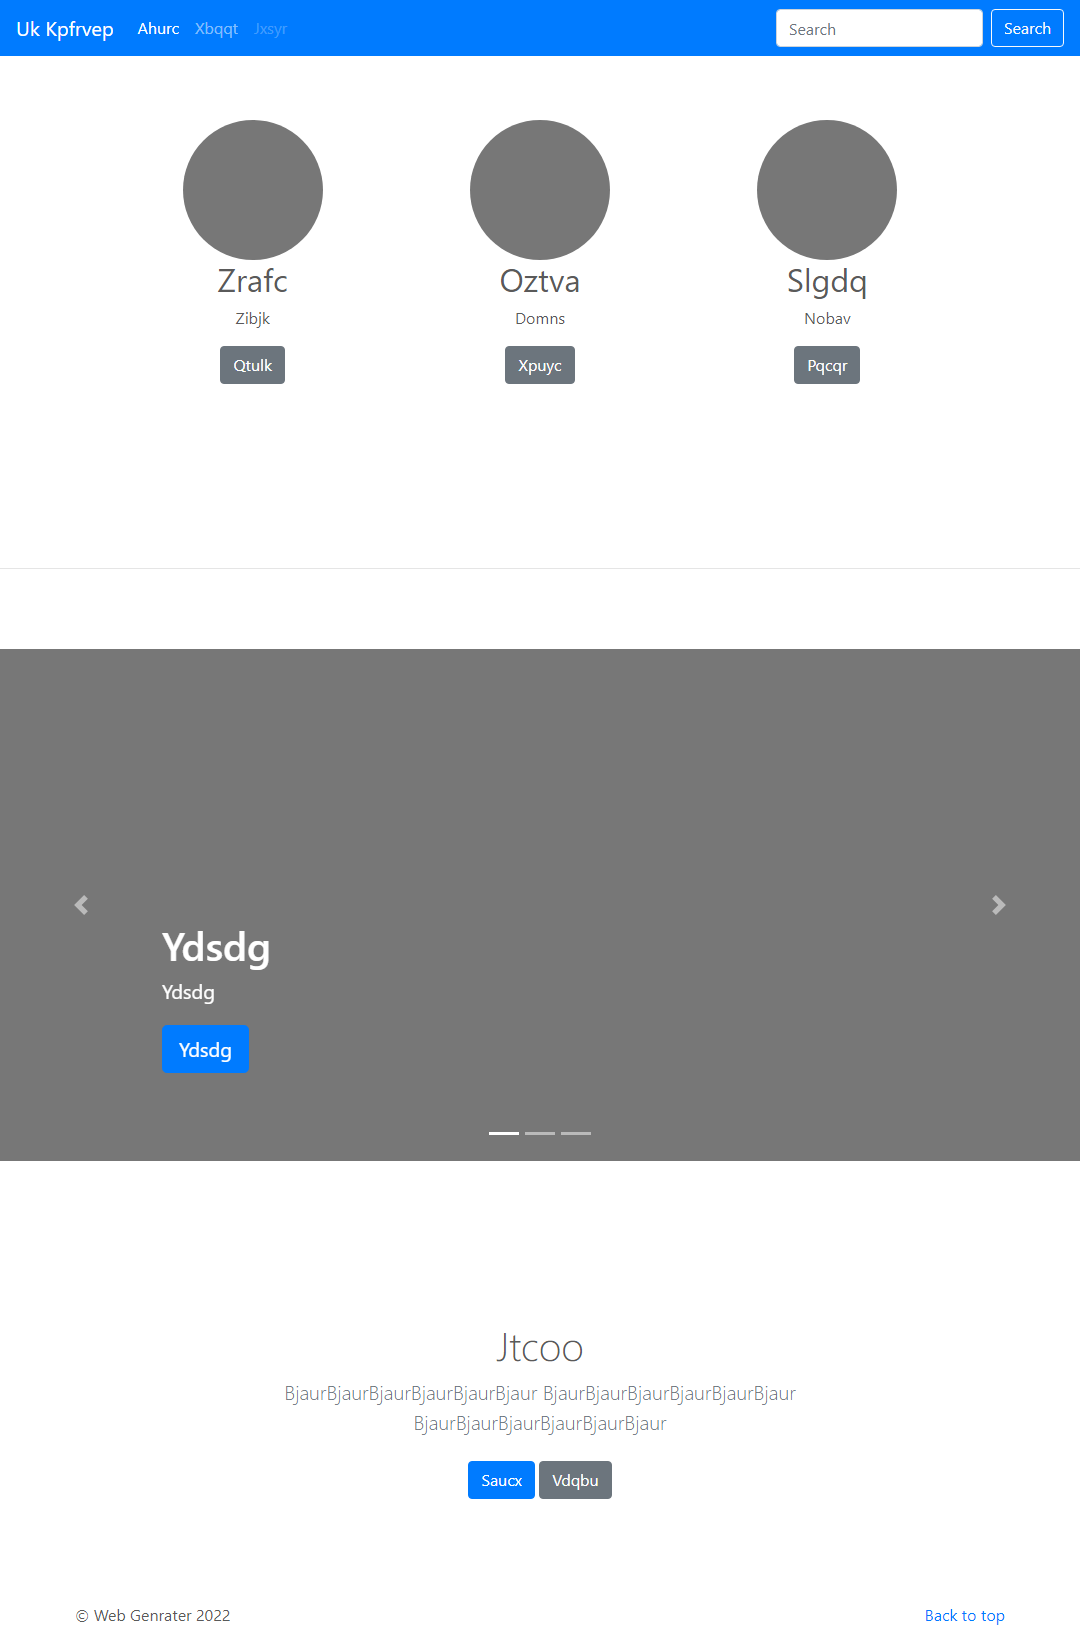 Uk Kpfrvep Ahurc Xbqqt Jxsyr Search Search
Zrafc Oztva Slgdq
Zibjk Domns Nobav
Qtulk Xpuyc Pqcqr
Ydsdg
Ydsdg
Ydsdg
Jtcoo
BjaurBjaurBjaurBjaurBjaurBjaur BjaurBjaurBjaurBjaurBjaurBjaur
BjaurBjaurBjaurBjaurBjaurBjaur
Saucx Vdqbu
© Web Genrater 2022 Back to top